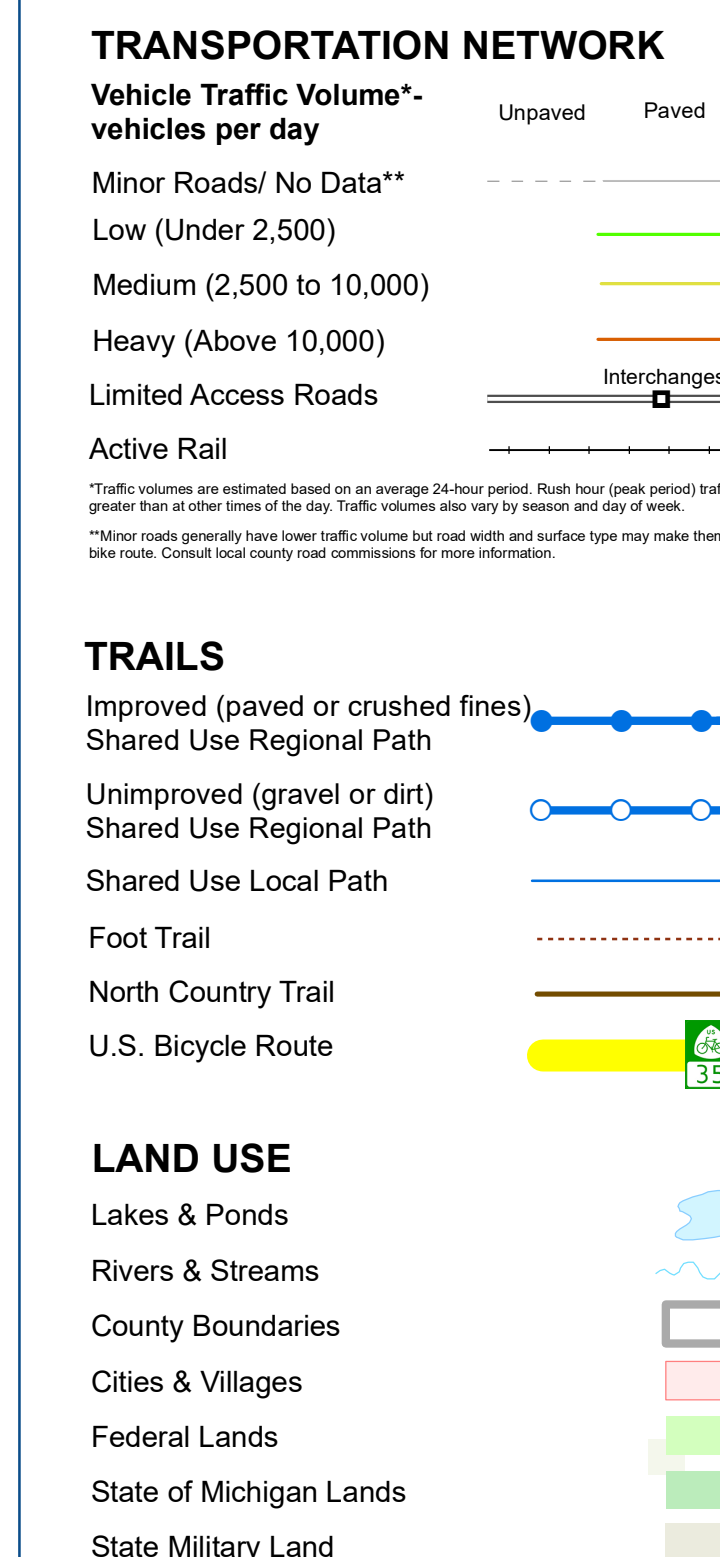 TRANSPORTATION NETWORK
Vehicle Traffic Volume*-
vehicles per day
Unpaved
Paved
Minor Roads/ No Data**
Low (Under 2,500)
Medium (2,500 to 10,000)
Heavy (Above 10,000)
Interchanges
Limited Access Roads
Active Rail
*Traffic volumes are estimated based on an average 24-hour period. Rush hour (peak period)
greater than at other times of the day. Traffic volumes also vary by season and day of week.
**Minor roads generally have lower traffic volume but road width and surface type may make
bike route. Consult local county road commissions for more information.
TRAILS
Improved (paved or crushed fines)
Shared Use Regional Path
Unimproved (gravel or dirt)
Shared Use Regional Path
Shared Use Local Path
Foot Trail
North Country Trail
U.S. Bicycle Route
US
35
LAND USE
Lakes & Ponds
Rivers & Streams
County Boundaries
Cities & Villages
Federal Lands
State of Michigan Lands
State Military Land